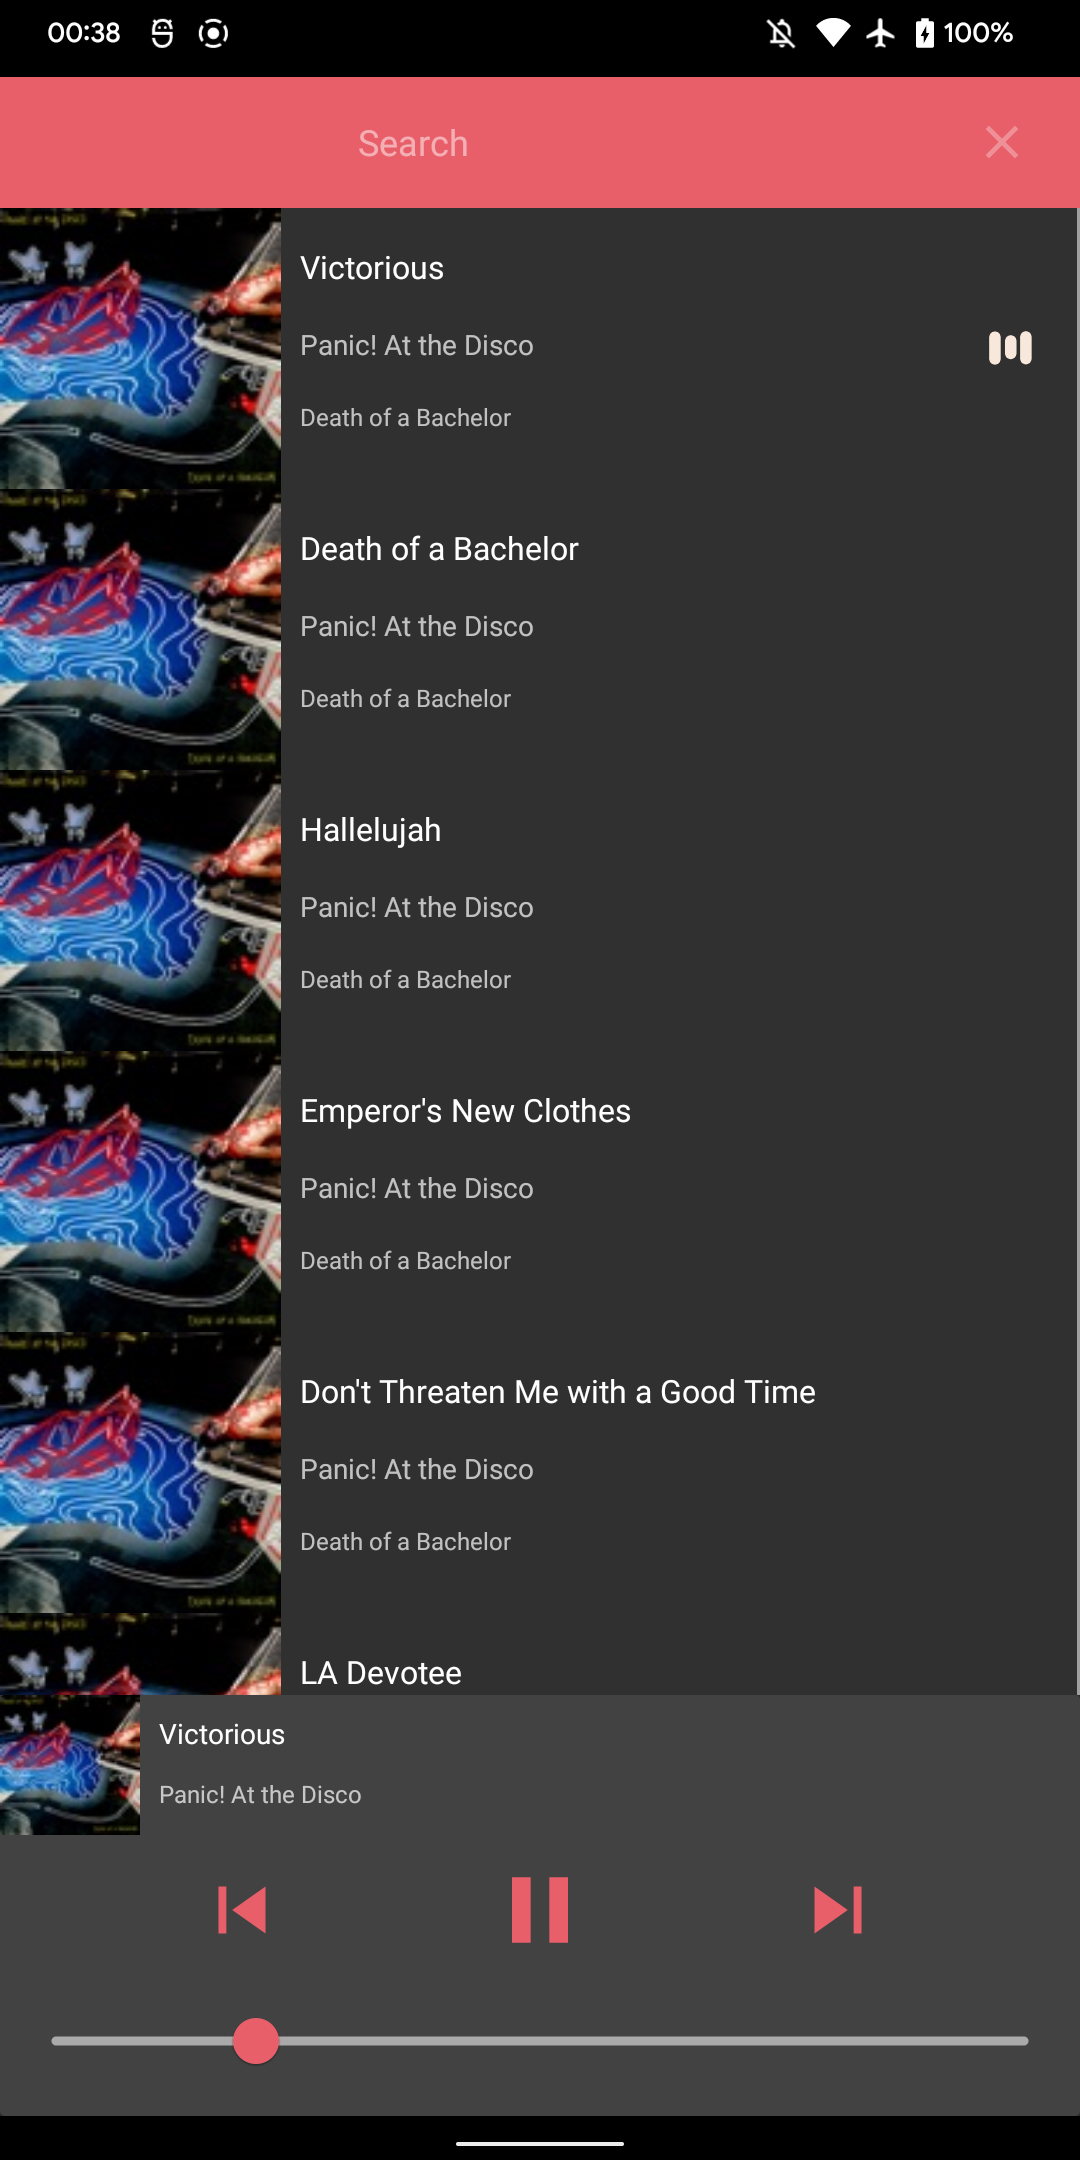 00:38
100%
Search
Victorious
Panic! At the Disco
Death of a Bachelor
Death of a Bachelor
Panic! At the Disco
Death of a Bachelor
Hallelujah
Panic! At the Disco
Death of a Bachelor
Emperor's New Clothes
Panic! At the Disco
Death of a Bachelor
Don't Threaten Me with a Good Time
Panic! At the Disco
Death of a Bachelor
LA Devotee
Victorious
Panic! At the Disco